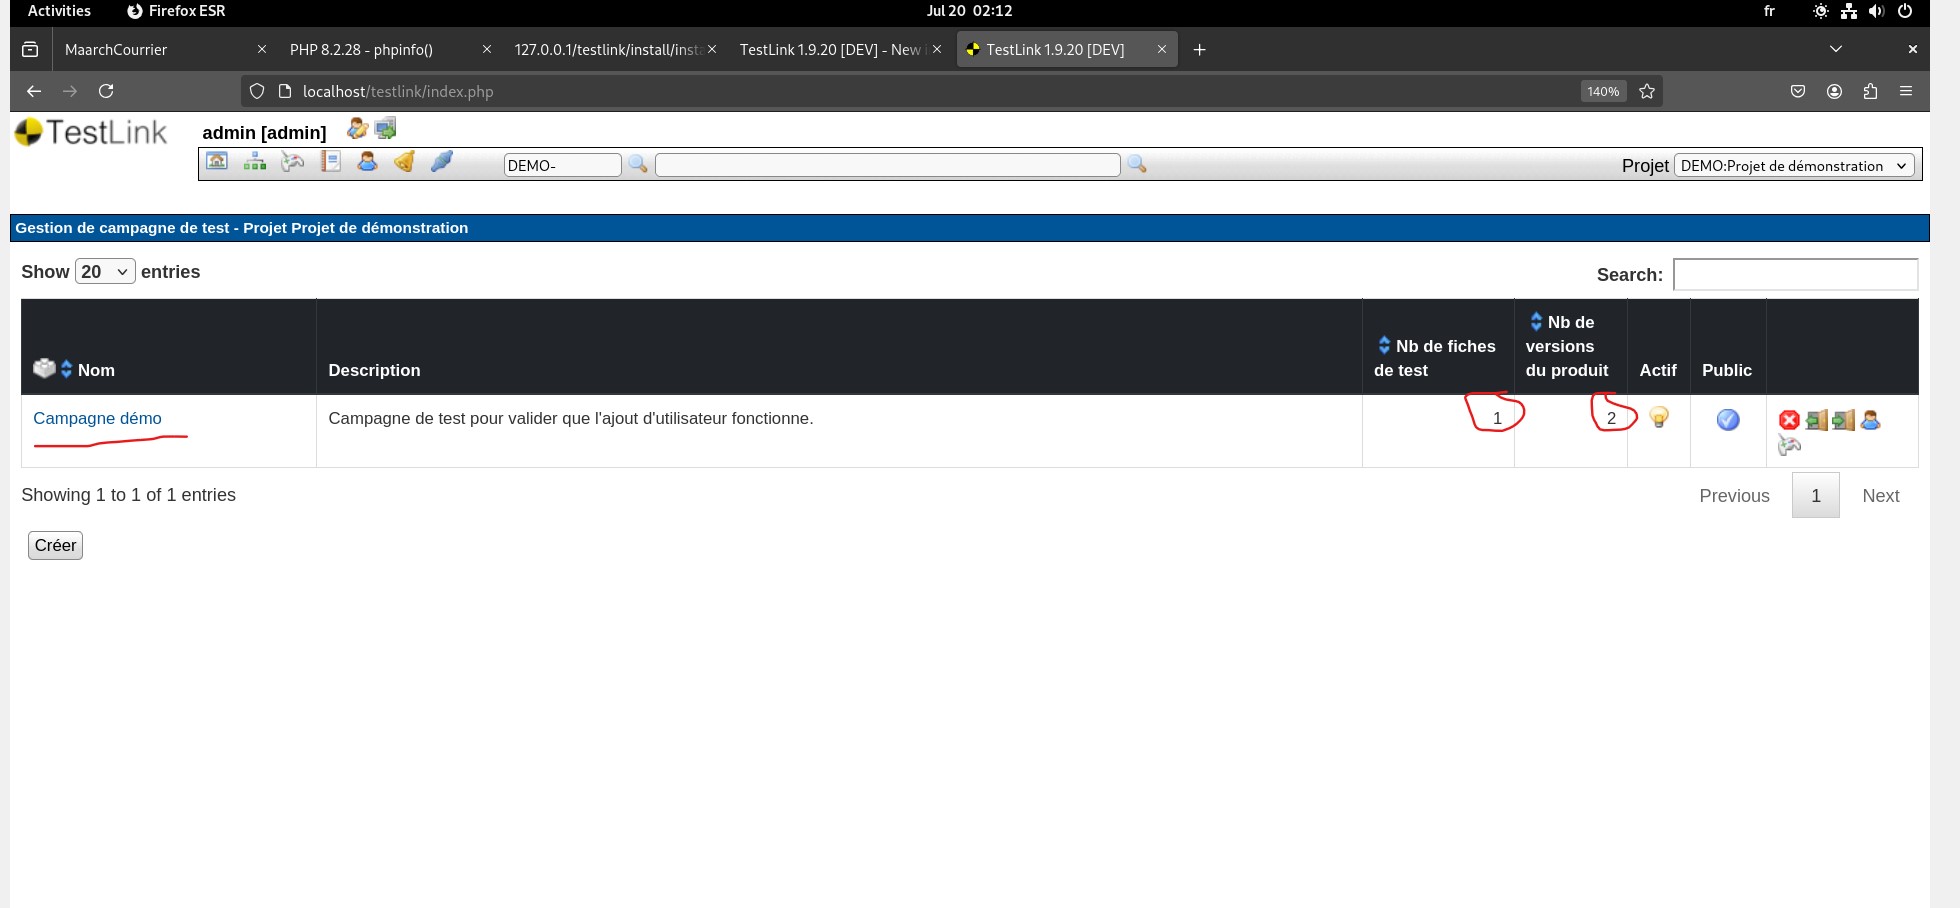 Activities Firefox ESR Jul 20 02:12 fr
MaarchCourrier PHP 8.2.28 - phpinfo() 127.0.0.1/testlink/install/insta TestLink 1.9.20 [DEV] - New TestLink 1.9.20 [DEV]
localhost/testlink/index.php 140%
TestLink admin [admin]
DEMO- Projet DEMO:Projet de démonstration
Gestion de campagne de test - Projet Projet de démonstration
Show 20 entries Search:
Nom Description Nb de fiches de test Nb de versions du produit Actif Public
Campagne démo Campagne de test pour valider que l'ajout d'utilisateur fonctionne. 1 2
Showing 1 to 1 of 1 entries Previous 1 Next
Créer